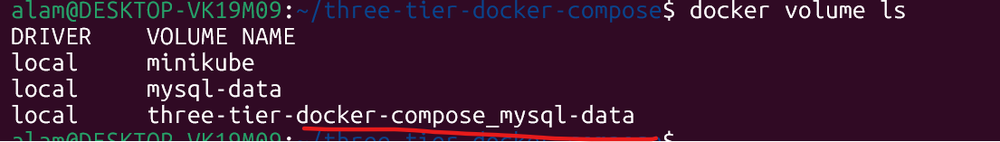 alam@DESKTOP-VK19M09:~/three-tier-docker-compose$ docker volume ls
DRIVER    VOLUME NAME
local     minikube
local     mysql-data
local     three-tier-docker-compose_mysql-data
alam@DESKTOP-VK19M09:~/three-tier-docker-compose$